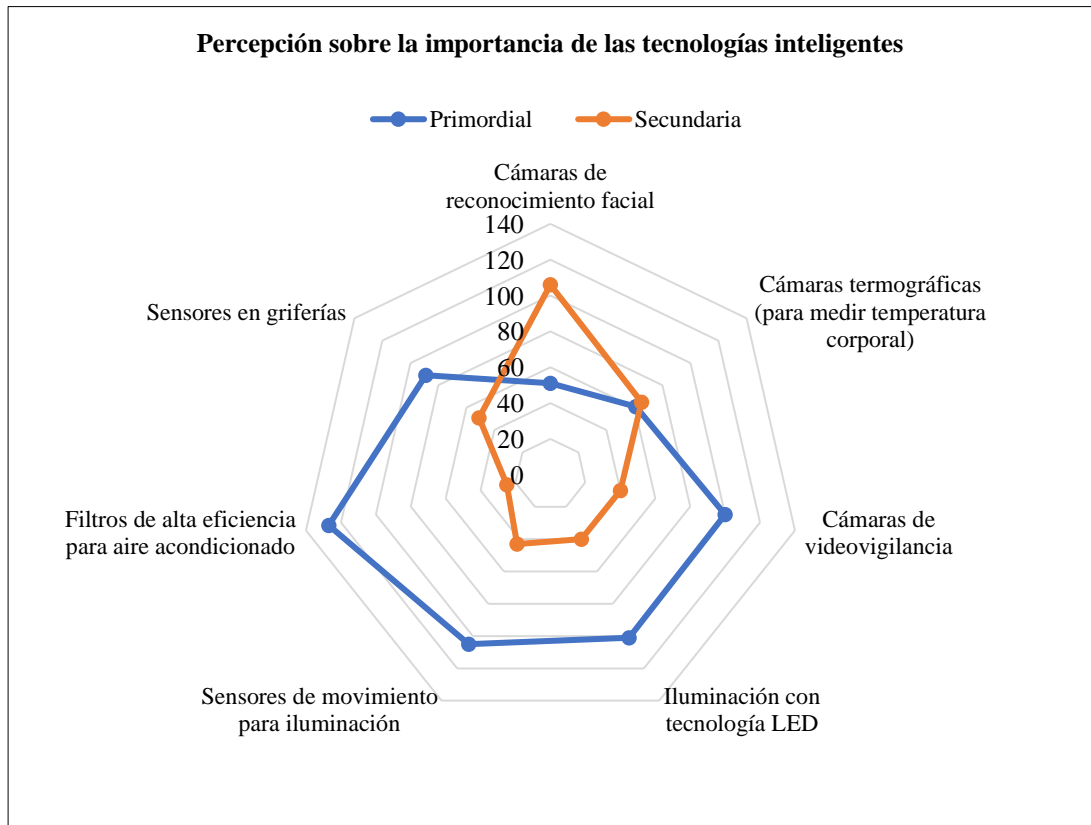 Percepción sobre la importancia de las tecnologías inteligentes
Primordial
Secundaria
Cámaras de
reconocimiento facial
140
120
100
80
60
40
20
0
Cámaras termográficas
(para medir temperatura
corporal)
Cámaras de
videovigilancia
Iluminación con
tecnología LED
Sensores de movimiento
para iluminación
Filtros de alta eficiencia
para aire acondicionado
Sensores en griferías